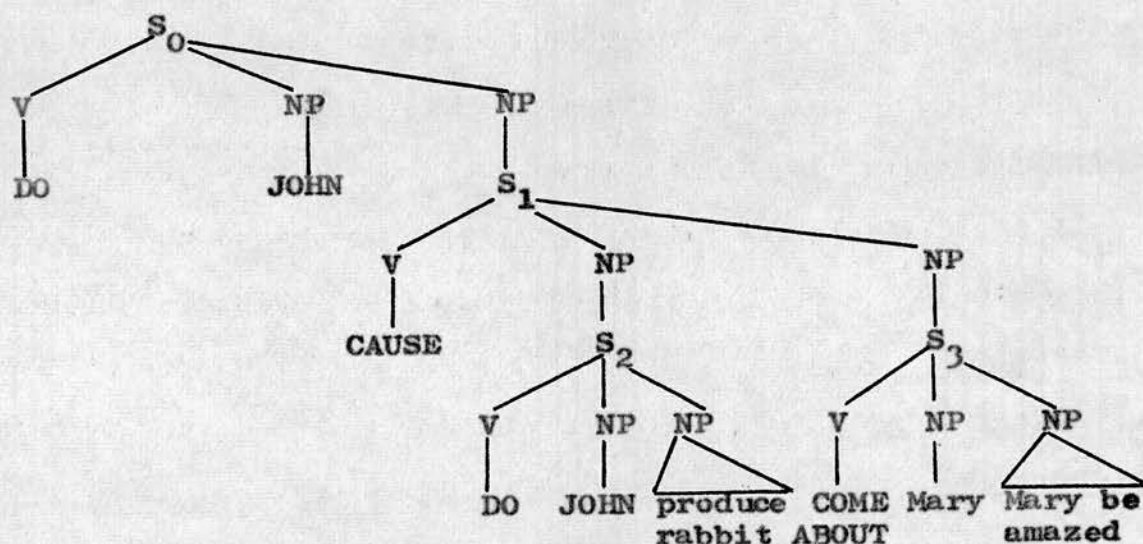 S0
V NP NP
DO JOHN S1
V NP NP
CAUSE S2 S3
V NP NP V NP NP
DO JOHN produce COME Mary Mary be
rabbit ABOUT amazed